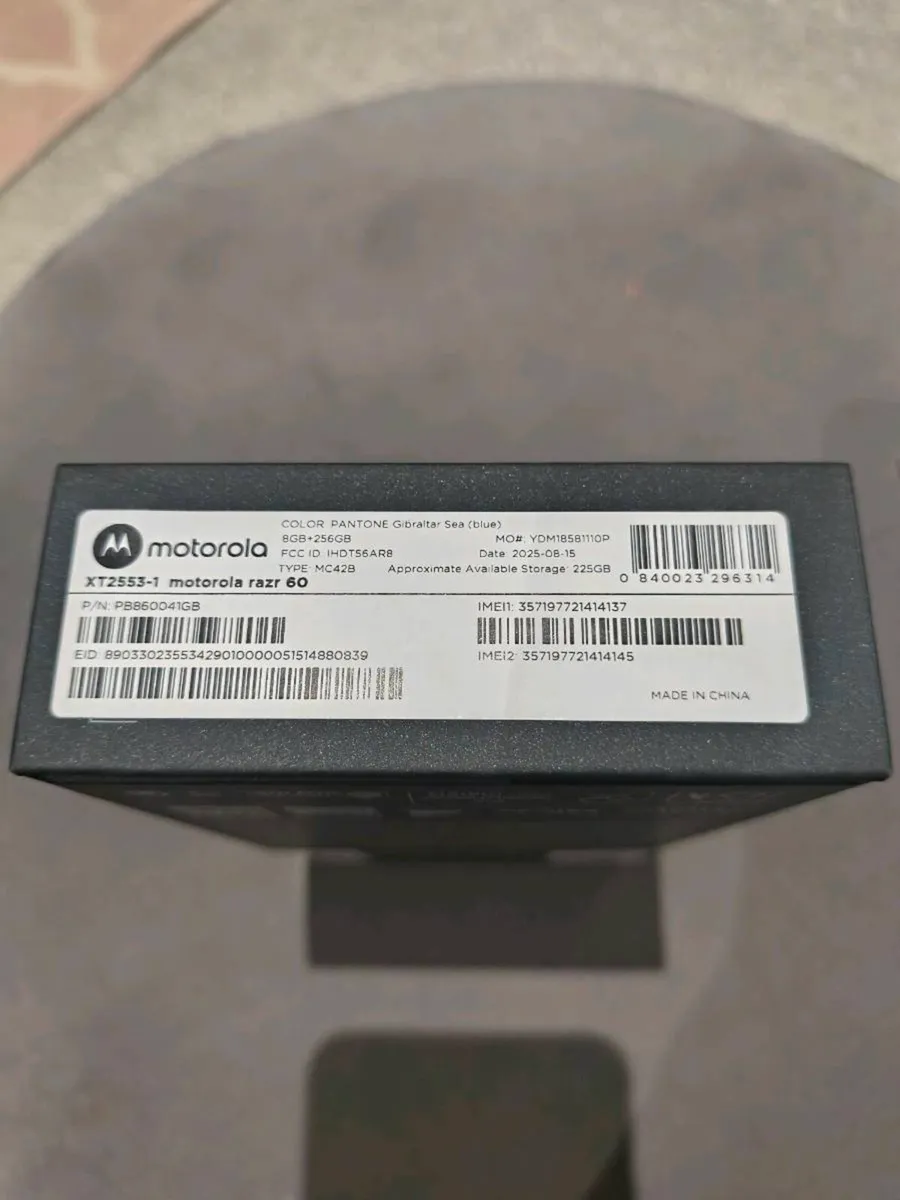 COLOR PANTONE Gibraltar Sea (blue)
8GB+256GB MO#: YDM18581110P
motorola FCC ID IHDT56AR8 Date: 2025-08-15
TYPE: MC42B Approximate Available Storage: 225GB
0 840023 296314
XT2553-1 motorola razr 60
P/N: PB860041GB
EID: 89033023553429010000051514880839
IMEI1: 357197721414137
IMEI2: 357197721414145
MADE IN CHINA